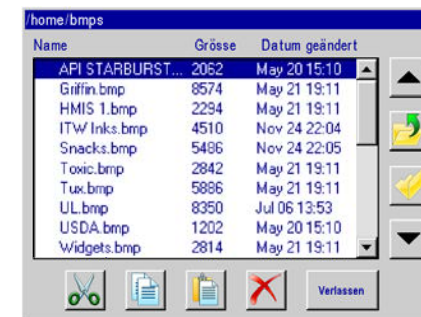 /home/bmps
Name Grösse Datum geändert
API STARBURST... 2062 May 20 15:10
Griffin.bmp 8574 May 21 19:11
HMIS 1.bmp 2294 May 21 19:11
ITW Inks.bmp 4510 Nov 24 22:04
Snacks.bmp 5486 Nov 24 22:05
Toxic.bmp 2842 May 21 19:11
Tux.bmp 5886 May 21 19:11
UL.bmp 8350 Jul 06 13:53
USDA.bmp 1202 May 20 15:10
Widgets.bmp 2814 May 21 19:11
Verlassen